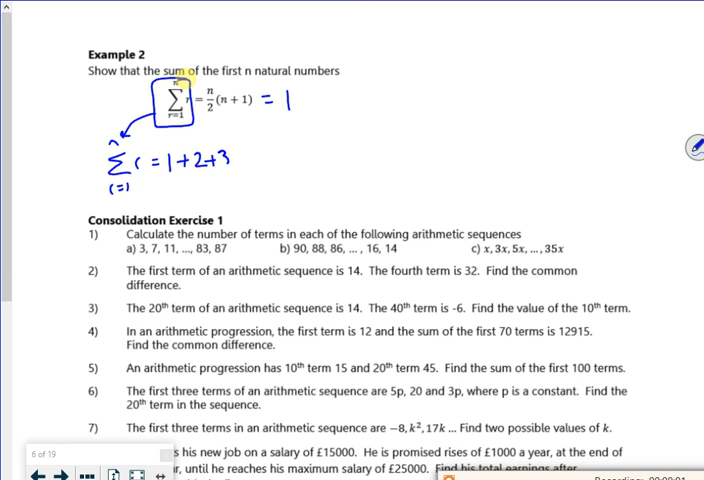 Example 2
Show that the sum of the first n natural numbers
n ∑ r=1 r = n/2 (n + 1) = 1
n ∑ r=1 r = 1+2+3
Consolidation Exercise 1
1) Calculate the number of terms in each of the following arithmetic sequences
a) 3, 7, 11, ..., 83, 87 b) 90, 88, 86, ... , 16, 14 c) x, 3x, 5x, ... , 35x
2) The first term of an arithmetic sequence is 14. The fourth term is 32. Find the common
difference.
3) The 20th term of an arithmetic sequence is 14. The 40th term is -6. Find the value of the 10th term.
4) In an arithmetic progression, the first term is 12 and the sum of the first 70 terms is 12915.
Find the common difference.
5) An arithmetic progression has 10th term 15 and 20th term 45. Find the sum of the first 100 terms.
6) The first three terms of an arithmetic sequence are 5p, 20 and 3p, where p is a constant. Find the
20th term in the sequence.
7) The first three terms in an arithmetic sequence are −8, k², 17k ... Find two possible values of k.
6 of 19
s his new job on a salary of £15000. He is promised rises of £1000 a year, at the end of
r, until he reaches his maximum salary of £25000. Find his total earnings after